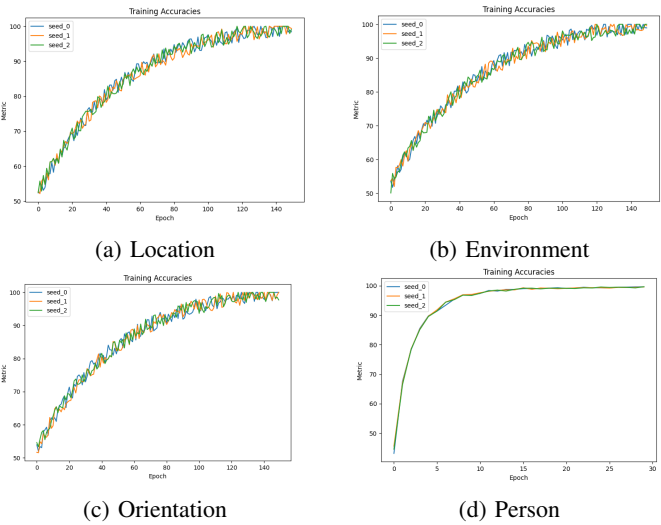 Training Accuracies
seed_0
seed_1
seed_2
100
90
80
70
60
50
Metric
0 20 40 60 80 100 120 140
Epoch
(a) Location
Training Accuracies
seed_0
seed_1
seed_2
100
90
80
70
60
50
Metric
0 20 40 60 80 100 120 140
Epoch
(b) Environment
Training Accuracies
seed_0
seed_1
seed_2
100
90
80
70
60
50
Metric
0 20 40 60 80 100 120 140
Epoch
(c) Orientation
Training Accuracies
seed_0
seed_1
seed_2
100
90
80
70
60
50
Metric
0 5 10 15 20 25 30
Epoch
(d) Person